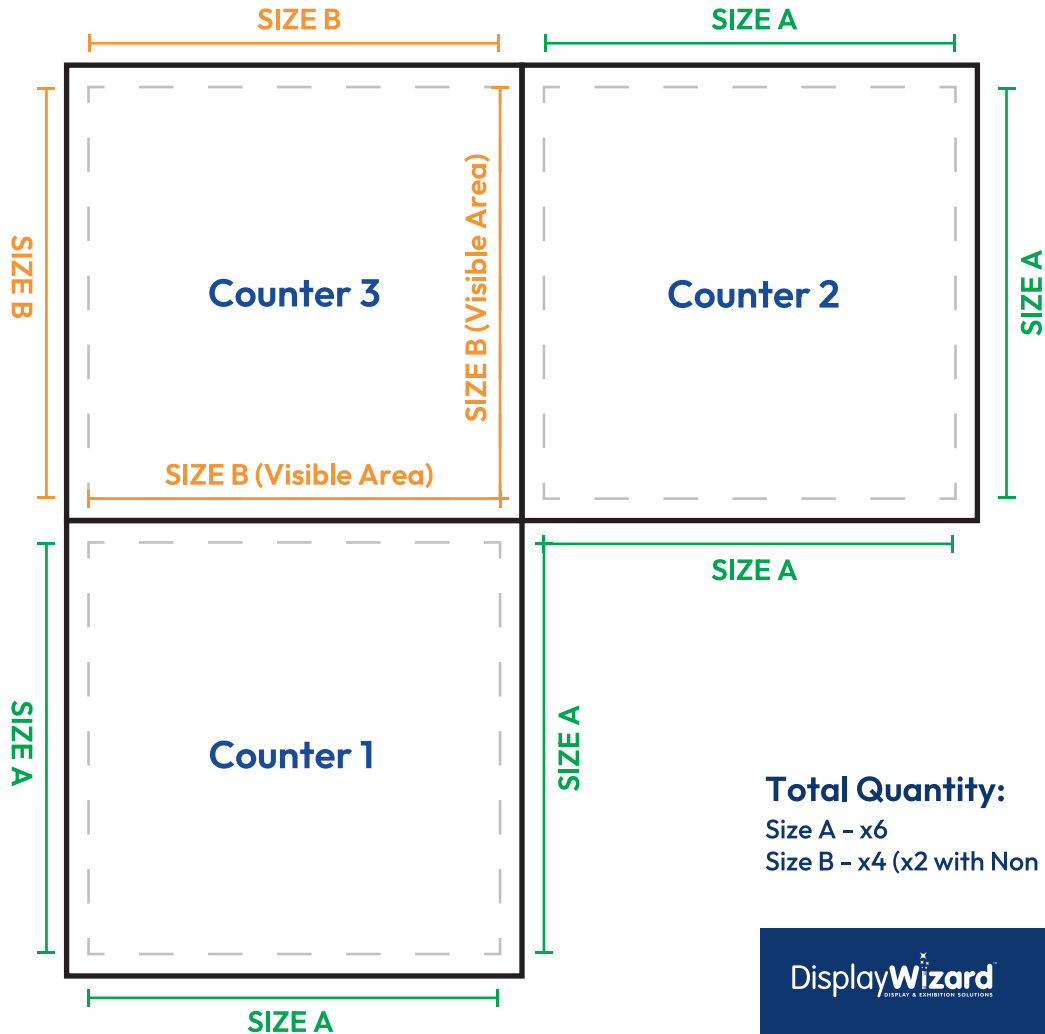 SIZE B
SIZE A
SIZE B
Counter 3
SIZE B (Visible Area)
Counter 2
SIZE A
SIZE B (Visible Area)
SIZE A
SIZE A
Counter 1
SIZE A
Total Quantity:
Size A - x6
Size B - x4 (x2 with Non
DisplayWizard™
DISPLAY & EXHIBITION SOLUTIONS
SIZE A